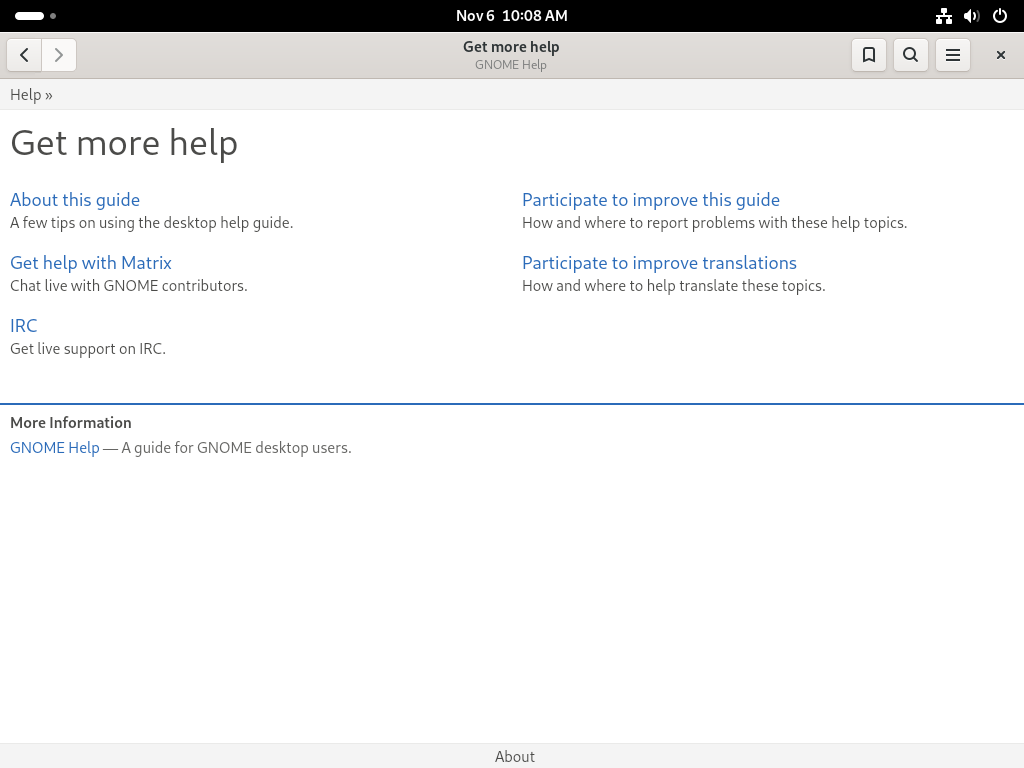 Nov 6 10:08 AM
Get more help
GNOME Help
Help »
Get more help
About this guide
A few tips on using the desktop help guide.
Get help with Matrix
Chat live with GNOME contributors.
IRC
Get live support on IRC.
Participate to improve this guide
How and where to report problems with these help topics.
Participate to improve translations
How and where to help translate these topics.
More Information
GNOME Help — A guide for GNOME desktop users.
About